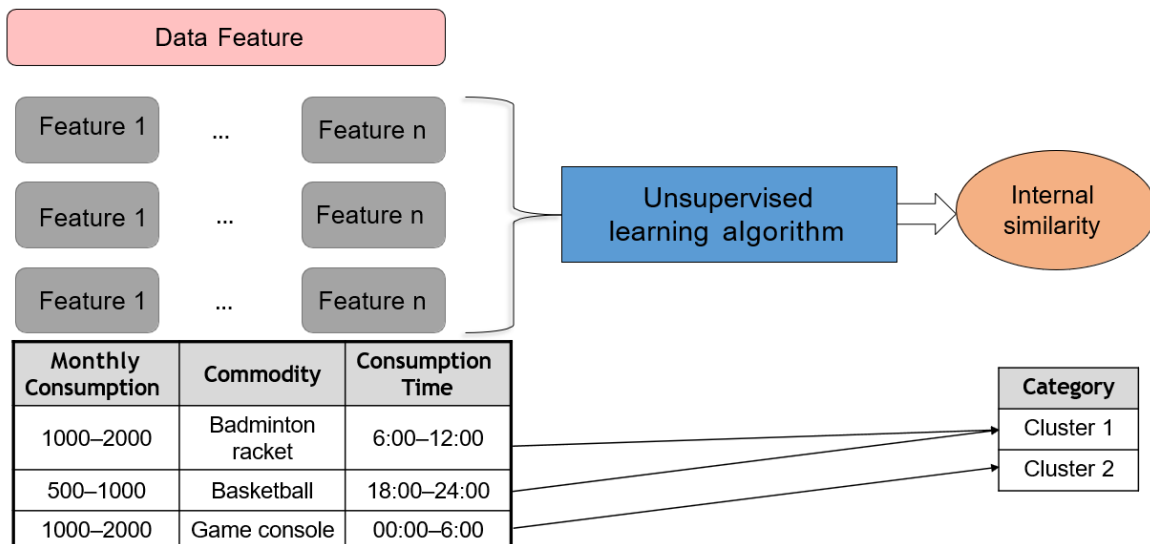 Data Feature
Feature 1 ... Feature n
Feature 1 ... Feature n
Feature 1 ... Feature n
Unsupervised
learning algorithm
Internal
similarity
Monthly
Consumption
Commodity
Consumption
Time
1000–2000
Badminton
racket
6:00–12:00
500–1000 Basketball 18:00–24:00
1000–2000 Game console 00:00–6:00
Category
Cluster 1
Cluster 2